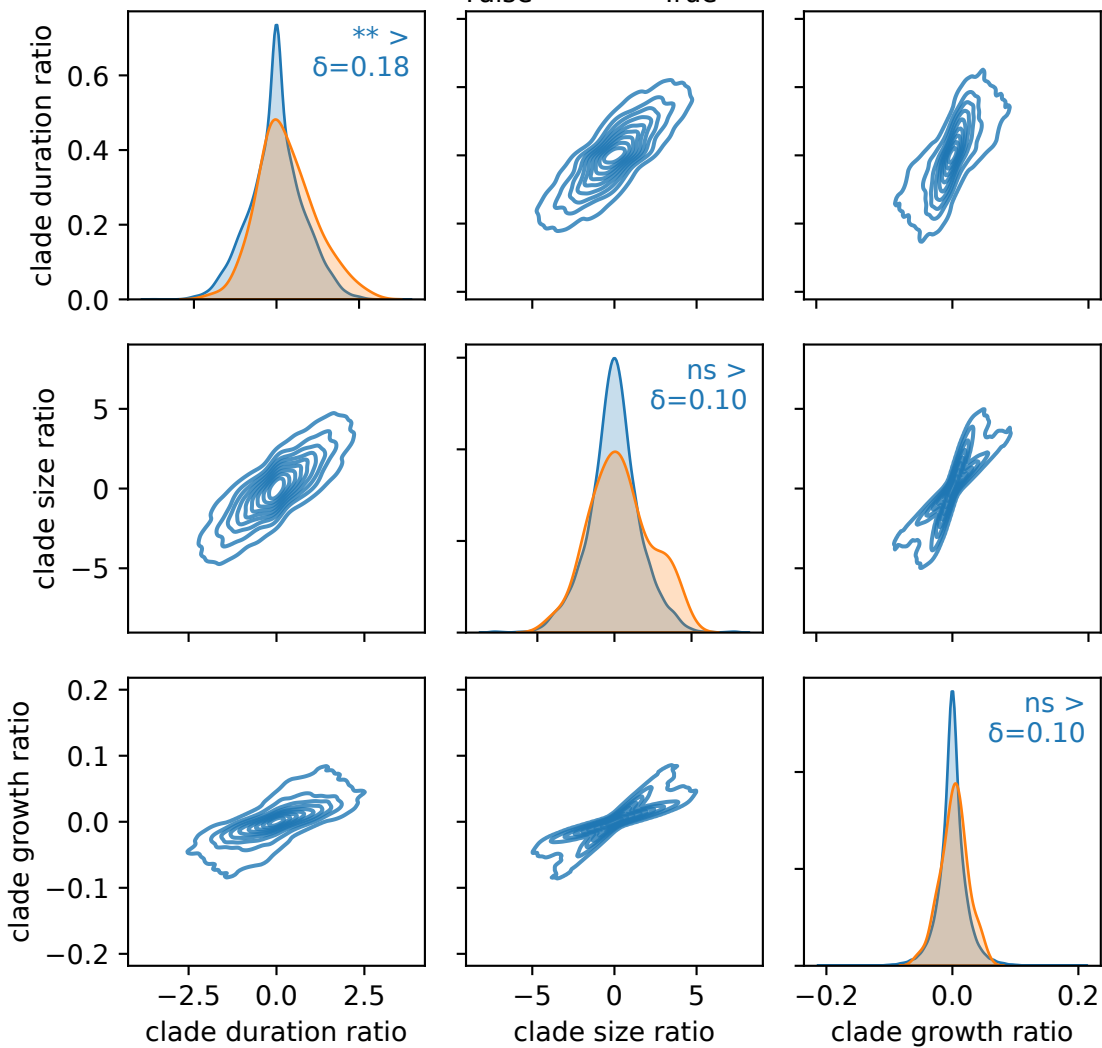 clade duration ratio
0.6
0.4
0.2
0.0
** >
δ=0.18
clade size ratio
5
0
−5
ns >
δ=0.10
clade growth ratio
0.2
0.1
0.0
−0.1
−0.2
ns >
δ=0.10
−2.5 0.0 2.5
clade duration ratio
−5 0 5
clade size ratio
−0.2 0.0 0.2
clade growth ratio